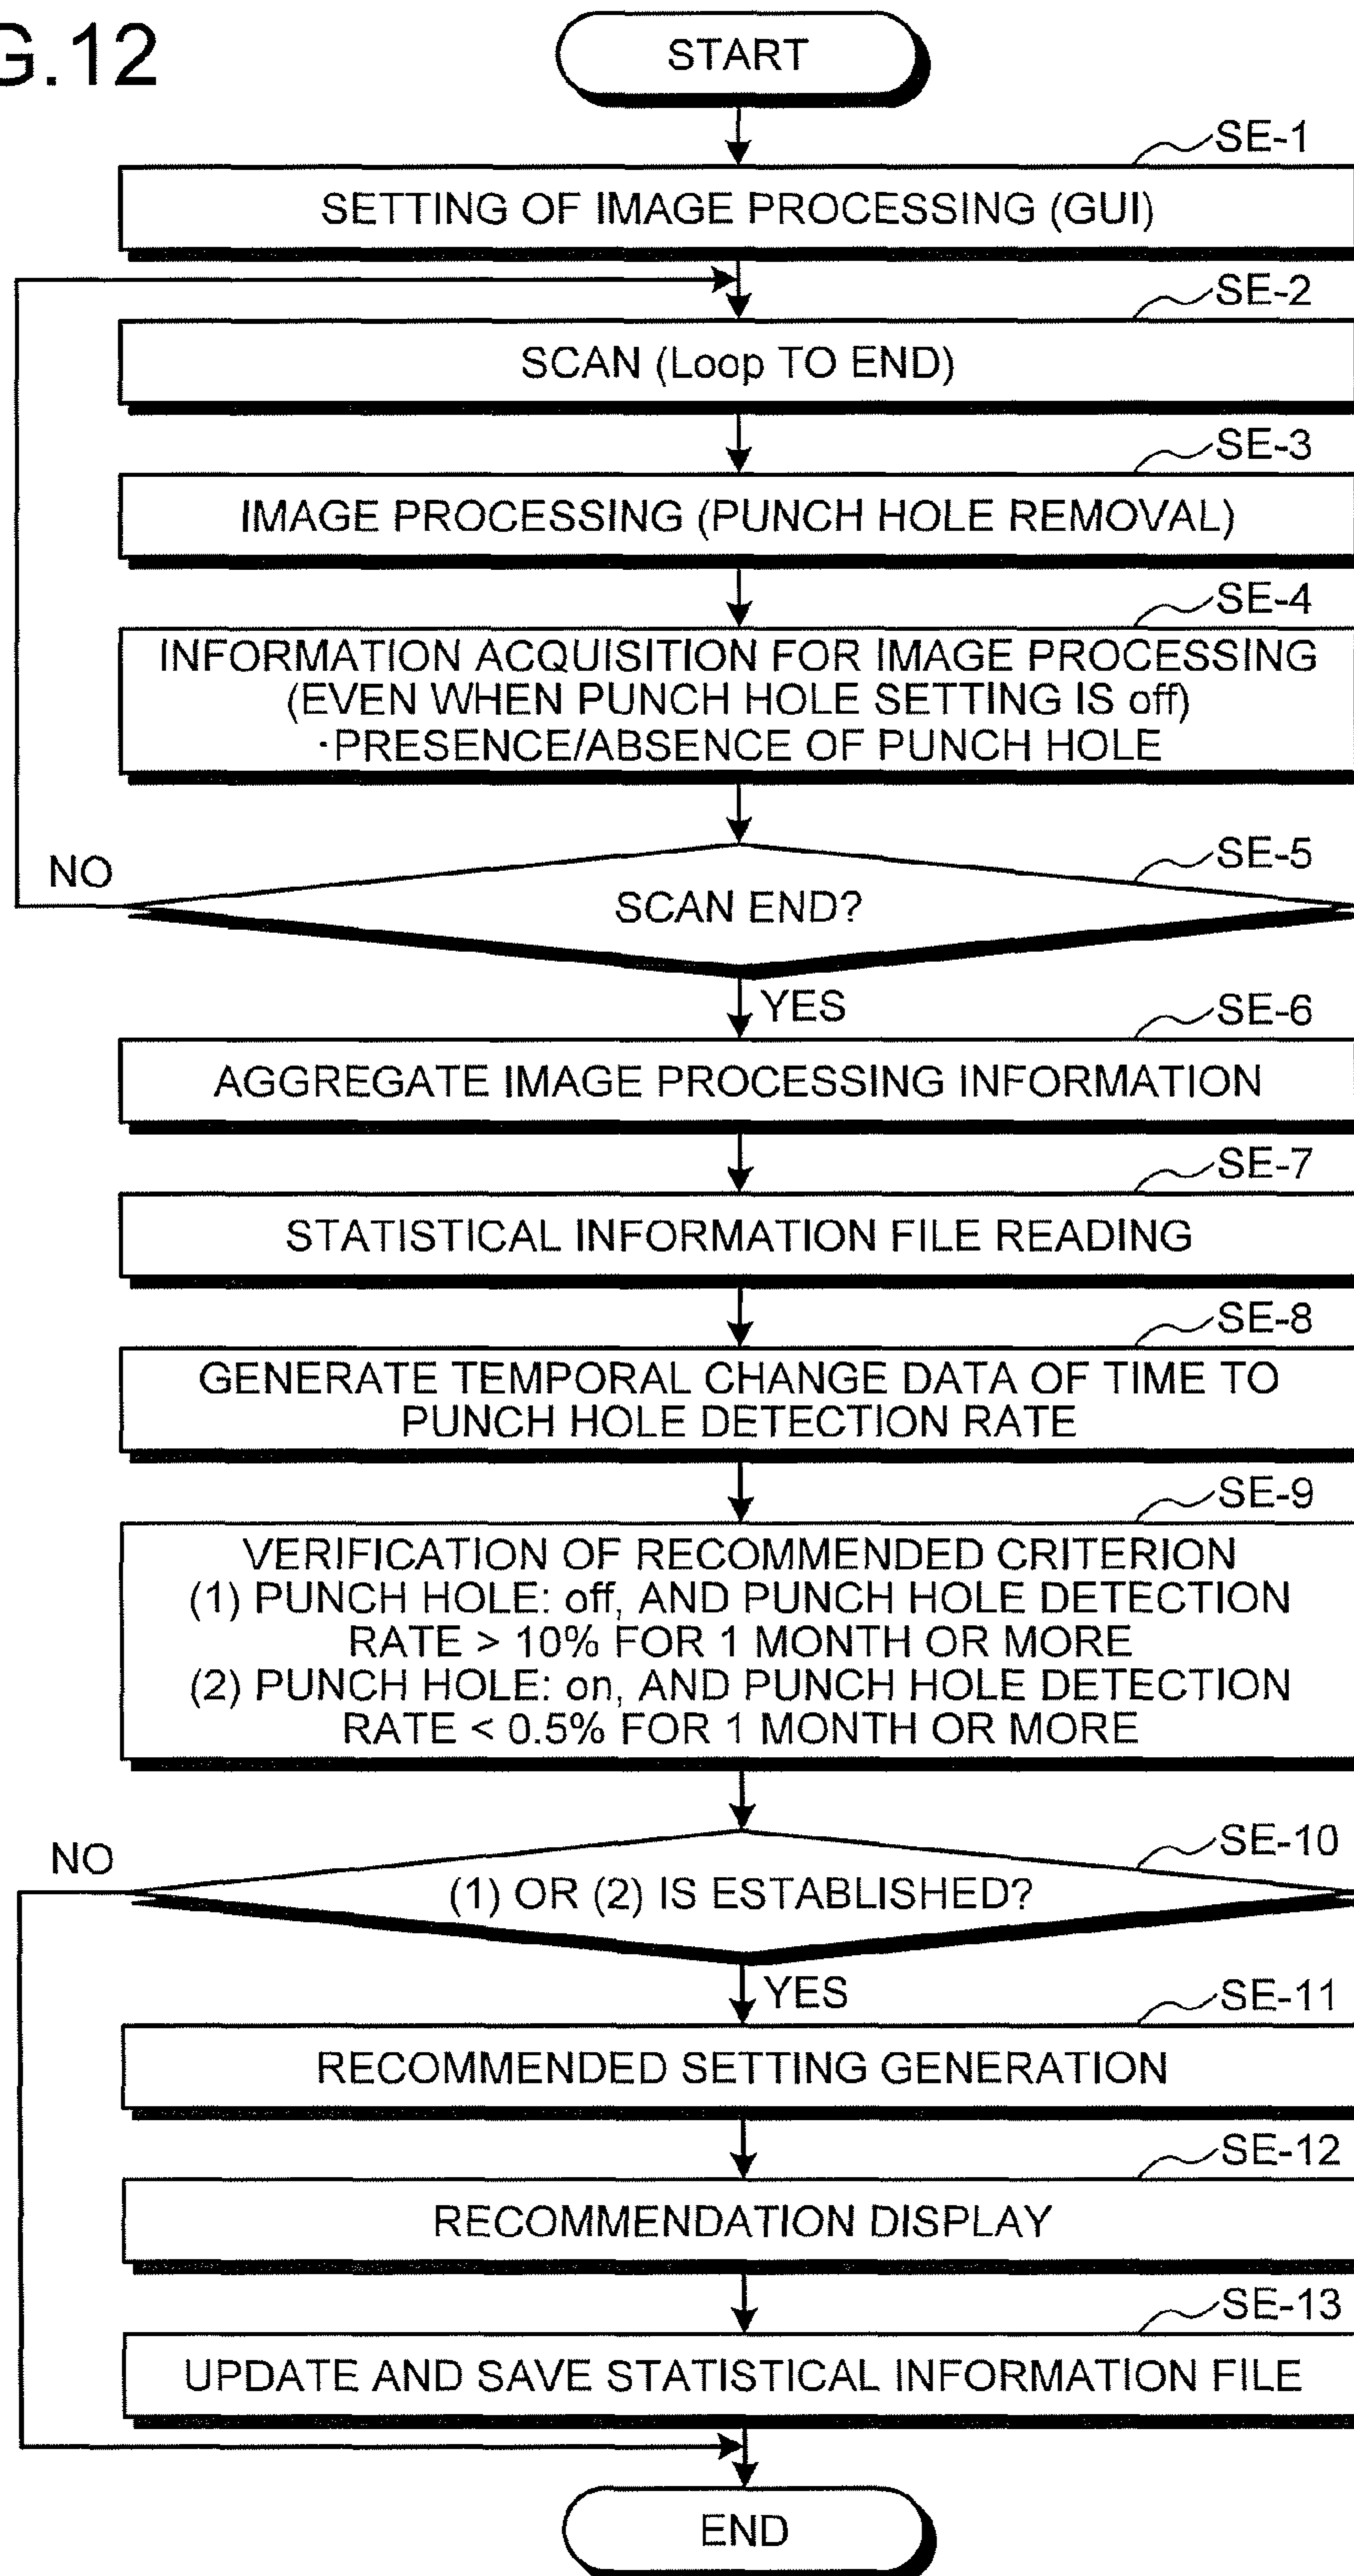 G.12
START
SE-1
SETTING OF IMAGE PROCESSING (GUI)
SE-2
SCAN (Loop TO END)
SE-3
IMAGE PROCESSING (PUNCH HOLE REMOVAL)
SE-4
INFORMATION ACQUISITION FOR IMAGE PROCESSING
(EVEN WHEN PUNCH HOLE SETTING IS off)
·PRESENCE/ABSENCE OF PUNCH HOLE
SE-5
NO
SCAN END?
YES
SE-6
AGGREGATE IMAGE PROCESSING INFORMATION
SE-7
STATISTICAL INFORMATION FILE READING
SE-8
GENERATE TEMPORAL CHANGE DATA OF TIME TO
PUNCH HOLE DETECTION RATE
SE-9
VERIFICATION OF RECOMMENDED CRITERION
(1) PUNCH HOLE: off, AND PUNCH HOLE DETECTION
RATE > 10% FOR 1 MONTH OR MORE
(2) PUNCH HOLE: on, AND PUNCH HOLE DETECTION
RATE < 0.5% FOR 1 MONTH OR MORE
SE-10
NO
(1) OR (2) IS ESTABLISHED?
YES
SE-11
RECOMMENDED SETTING GENERATION
SE-12
RECOMMENDATION DISPLAY
SE-13
UPDATE AND SAVE STATISTICAL INFORMATION FILE
END